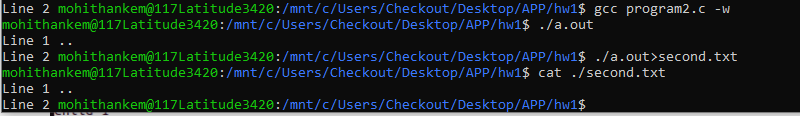 Line 2 mohithankem@117Latitude3420:/mnt/c/Users/Checkout/Desktop/APP/hw1$ gcc program2.c -w
mohithankem@117Latitude3420:/mnt/c/Users/Checkout/Desktop/APP/hw1$ ./a.out
Line 1 ..
Line 2 mohithankem@117Latitude3420:/mnt/c/Users/Checkout/Desktop/APP/hw1$ ./a.out>second.txt
mohithankem@117Latitude3420:/mnt/c/Users/Checkout/Desktop/APP/hw1$ cat ./second.txt
Line 1 ..
Line 2 mohithankem@117Latitude3420:/mnt/c/Users/Checkout/Desktop/APP/hw1$